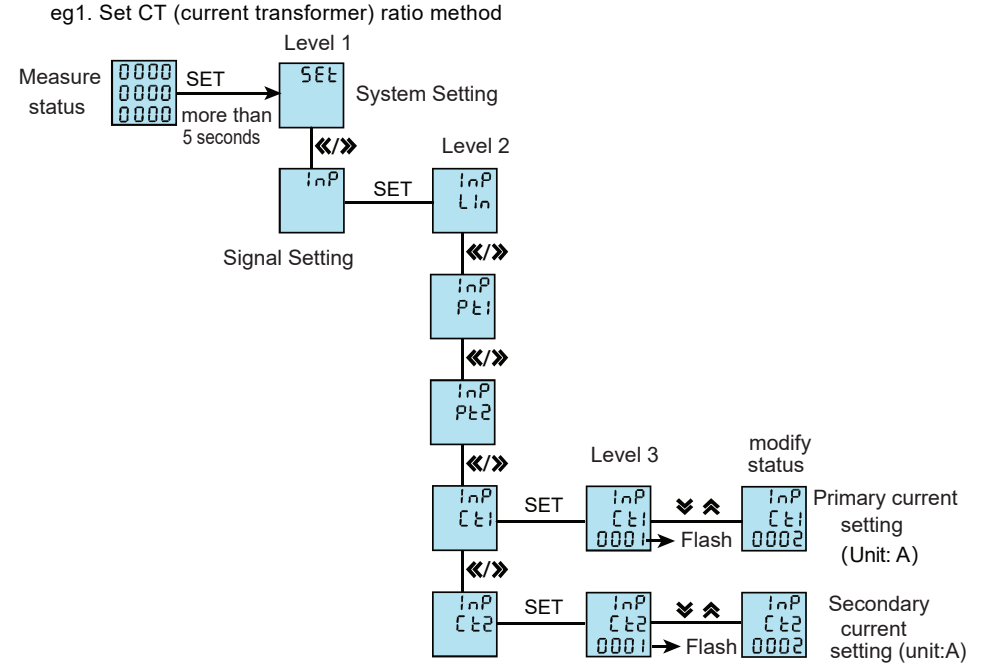 eg1. Set CT (current transformer) ratio method
Level 1
Measure
status
0000
0000
0000
SET
more than
5 seconds
SEt
System Setting
«/»
Level 2
InP
SET
InP
LIn
Signal Setting
«/»
InP
Pt1
«/»
InP
Pt2
«/»
Level 3
modify
status
InP
Ct1
SET
InP
Ct1
0001
Flash
InP
Ct1
0002
Primary current
setting
(Unit: A)
«/»
InP
Ct2
SET
InP
Ct2
0001
Flash
InP
Ct2
0002
Secondary
current
setting (unit:A)